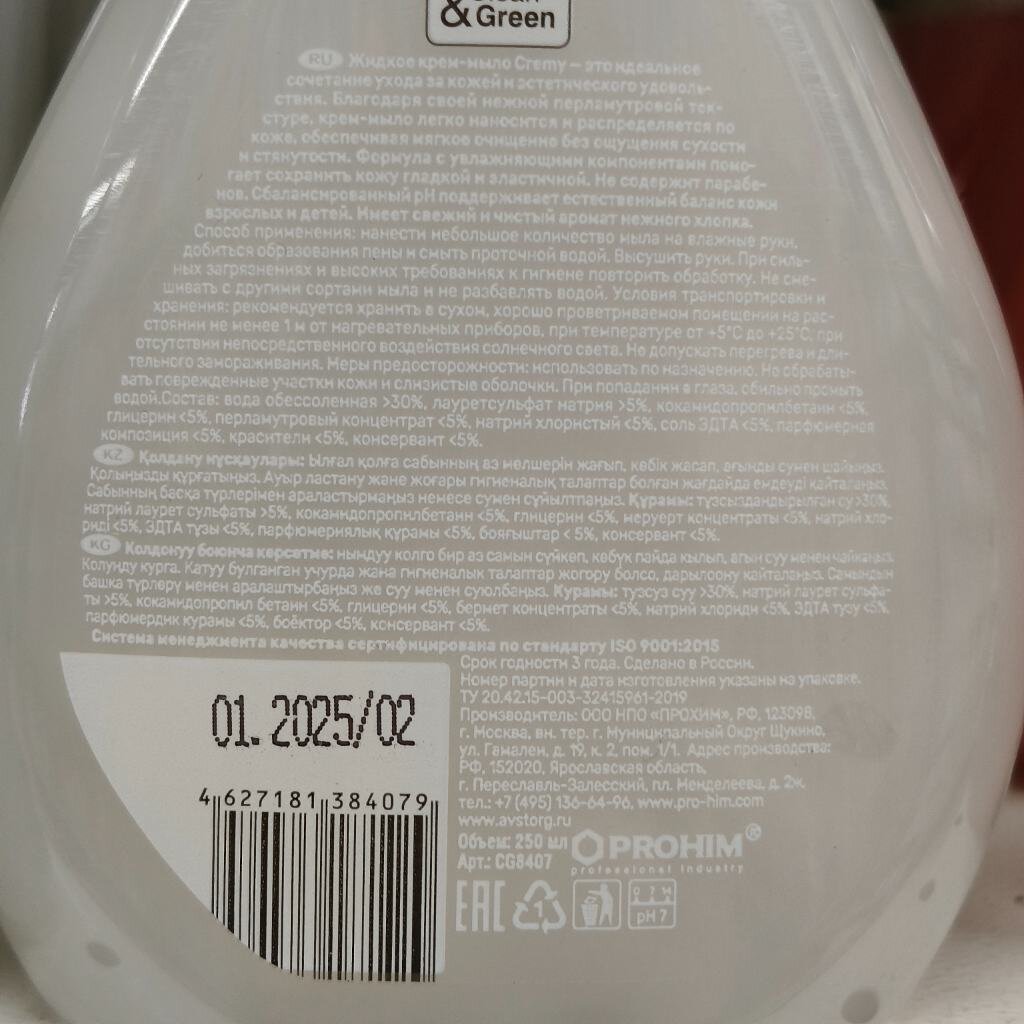 & Green
RU Жидкое крем-мыло Cremy – это идеальное
сочетание ухода за кожей и эстетического удоволь-
ствия. Благодаря своей нежной перламутровой тек-
стуре, крем-мыло легко наносится и распределяется по
коже, обеспечивая мягкое очищение без ощущения сухости
и стянутости. Формула с увлажняющими компонентами помо-
гает сохранить кожу гладкой и эластичной. Не содержит парабе-
нов. Сбалансированный pH поддерживает естественный баланс кожи
взрослых и детей. Имеет свежий и чистый аромат нежного хлопка.
Способ применения: нанести небольшое количество мыла на влажные руки,
добиться образования пены и смыть проточной водой. Высушить руки. При силь-
ных загрязнениях и высоких требованиях к гигиене повторить обработку. Не сме-
шивать с другими сортами мыла и не разбавлять водой. Условия транспортировки и
хранения: рекомендуется хранить в сухом, хорошо проветриваемом помещении на рас-
стоянии не менее 1 м от нагревательных приборов, при температуре от +5°C до +25°C, при
отсутствии непосредственного воздействия солнечного света. Не допускать перегрева и дли-
тельного замораживания. Меры предосторожности: использовать по назначению. Не обрабаты-
вать поврежденные участки кожи и слизистые оболочки. При попадании в глаза, обильно промыть
водой.Состав: вода обессоленная >30%, лауретсульфат натрия >5%, кокамидопропилбетаин <5%,
глицерин <5%, перламутровый концентрат <5%, натрий хлористый <5%, соль ЭДТА <5%, парфюмерная
композиция <5%, красители <5%, консервант <5%.
KZ Қолдану нұсқаулары: Ылғал қолға сабынның аз мөлшерін жағып, көбік жасап, ағынды сумен шайыңыз.
Қолыңызды құрғатыңыз. Ауыр ластану және жоғары гигиеналық талаптар болған жағдайда өңдеуді қайталаңыз.
Сабынның басқа түрлерімен араластырмаңыз немесе сумен сұйылтпаңыз. Құрамы: тұзсыздандырылған су >30%,
натрий лаурет сульфаты >5%, кокамидопропилбетаин <5%, глицерин <5%, меруерт концентраты <5%, натрий хло-
риді <5%, ЭДТА тұзы <5%, парфюмериялық құрамы <5%, бояғыштар < 5%, консервант <5%.
KG Колдонуу боюнча көрсөтмө: нымдуу колго бир аз самын сүйкөп, көбүк пайда кылып, агын суу менен чайкаңыз.
Колуңду курга. Катуу булганган учурда жана гигиеналык талаптар жогору болсо, дарылоону кайталаңыз. Самындын
башка түрлөрү менен аралаштырбаңыз же суу менен суюлбаңыз. Курамы: тузсуз суу >30%, натрий лаурет сульфа-
ты >5%, кокамидопропил бетаин <5%, глицерин <5%, бермет концентраты <5%, натрий хлориди <5%, ЭДТА тузу <5%,
парфюмердик курамы <5%, боёктор <5%, консервант <5%.
Система менеджмента качества сертифицирована по стандарту ISO 9001:2015
Срок годности 3 года. Сделано в России.
Номер партии и дата изготовления указаны на упаковке.
ТУ 20.42.15-003-32415961-2019
Производитель: ООО НПО «ПРОХИМ», РФ, 123098,
г. Москва, вн. тер. г. Муниципальный Округ Щукино,
ул. Гамалеи, д. 19, к. 2, пом. 1/1. Адрес производства:
РФ, 152020, Ярославская область,
г. Переславль-Залесский, пл. Менделеева, д. 2ж,
тел.: +7 (495) 136-64-96, www.pro-him.com
www.avstorg.ru
Объем: 250 мл
Арт.: CG8407
PROHIM®
professional industry
EAC
1
0 7 14
pH 7
01.2025/02
4 627181 384079